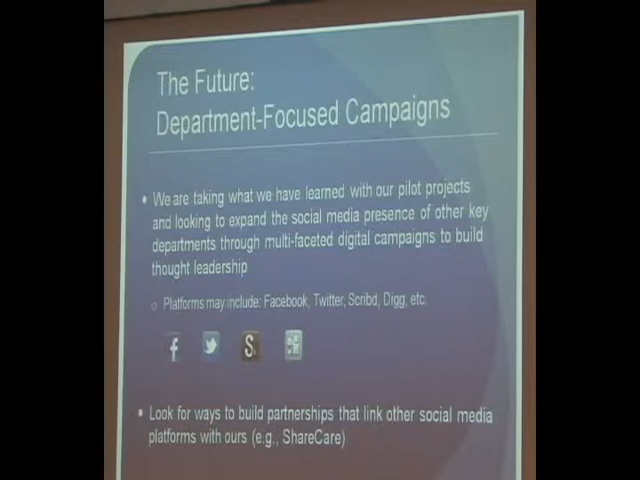 The Future:
Department-Focused Campaigns
We are taking what we have learned with our pilot projects
and looking to expand the social media presence of other key
departments through multi-faceted digital campaigns to build
thought leadership
Platforms may include: Facebook, Twitter, Scribd, Digg, etc.
Look for ways to build partnerships that link other social media
platforms with ours (e.g., ShareCare)